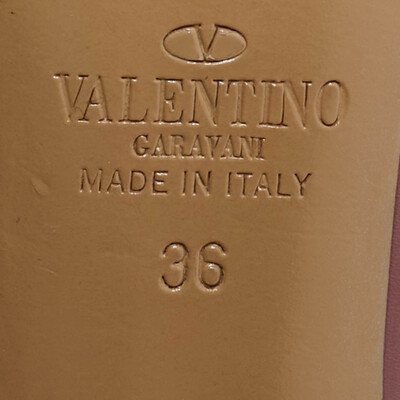 V
VALENTINO
GARAVANI
MADE IN ITALY
36